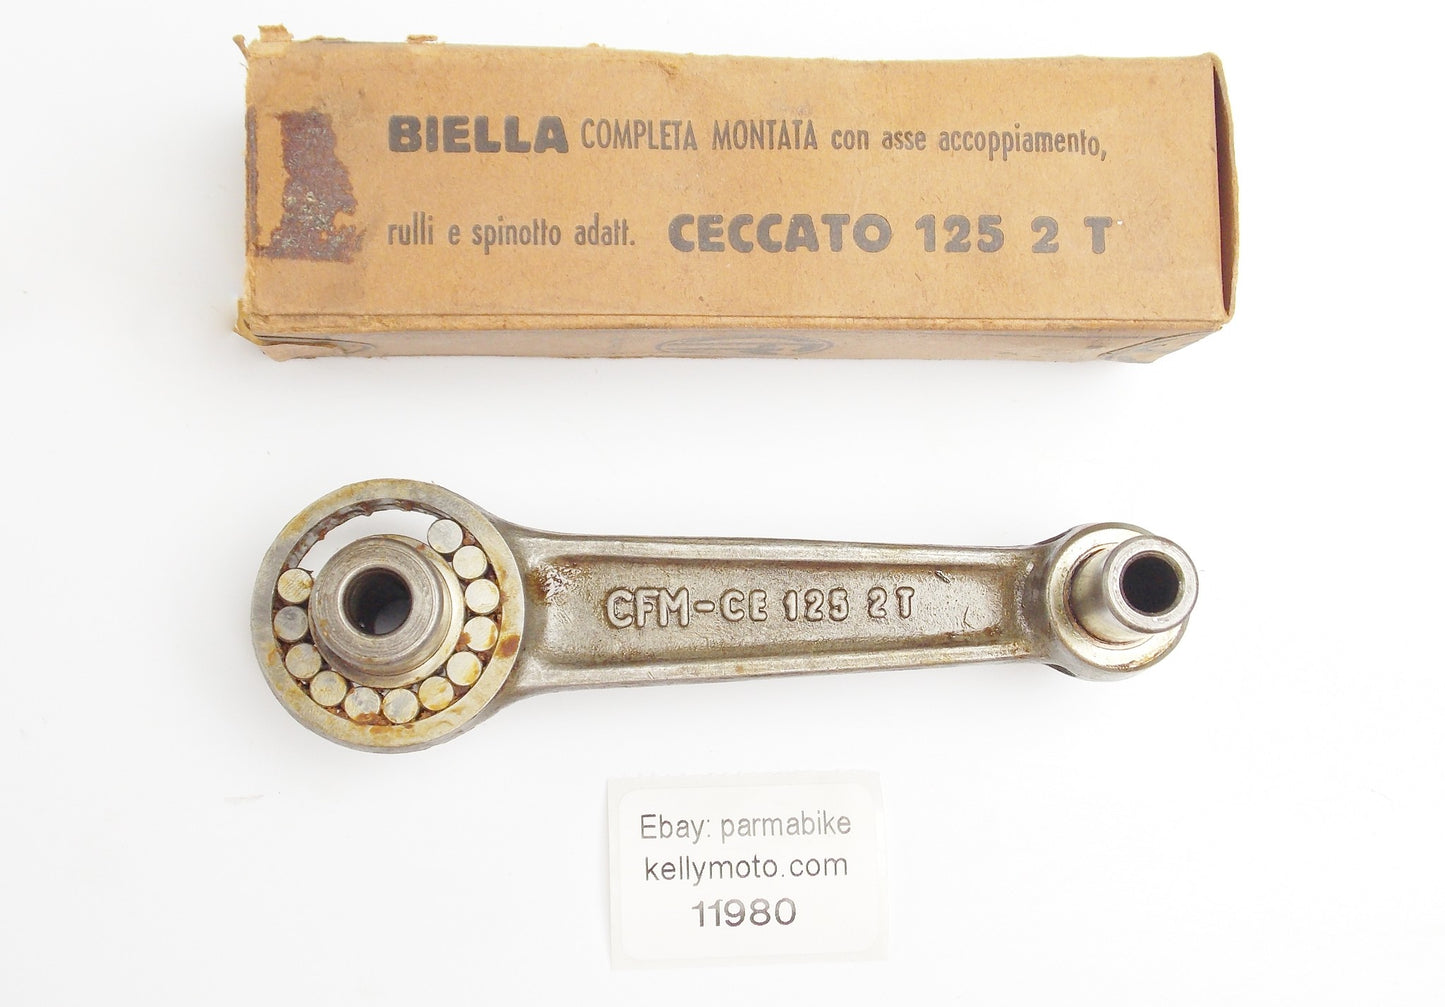 BIELLA COMPLETA MONTATA con asse accoppiamento,
rulli e spinotto adatt. CECCATO 125 2 T
CFM-CE 125 2T
Ebay: parmabike
kellymoto.com
11980